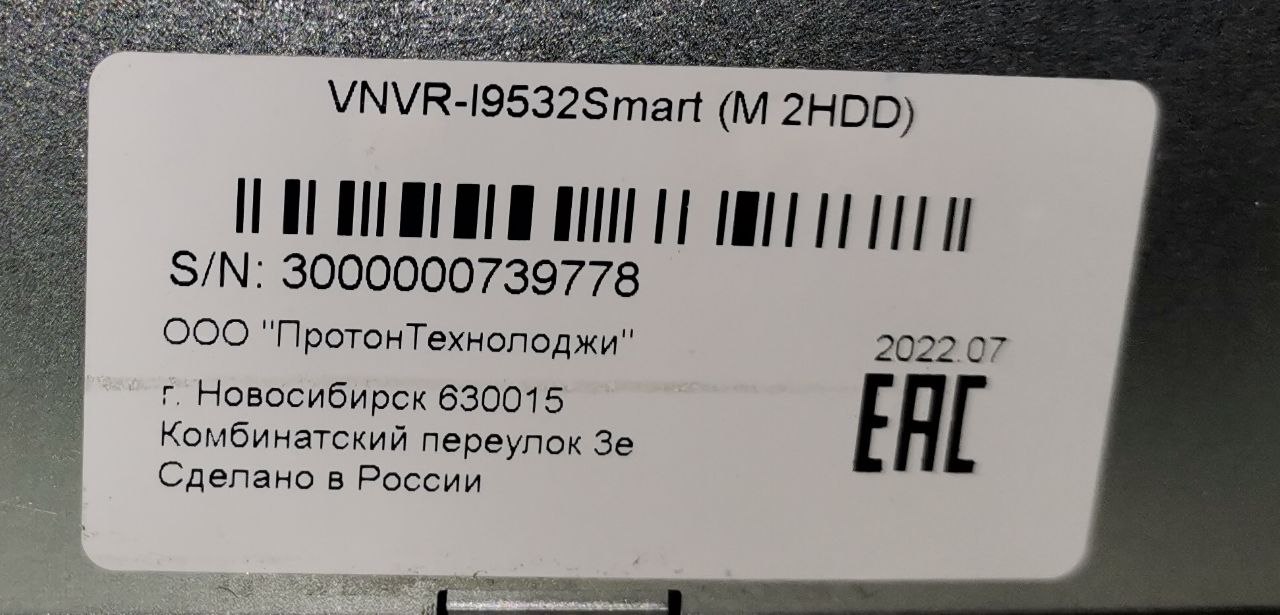 VNVR-I9532Smart (M 2HDD)
S/N: 3000000739778
ООО "ПротонТехнолоджи"
2022.07
г. Новосибирск 630015
EAC
Комбинатский переулок 3е
Сделано в России